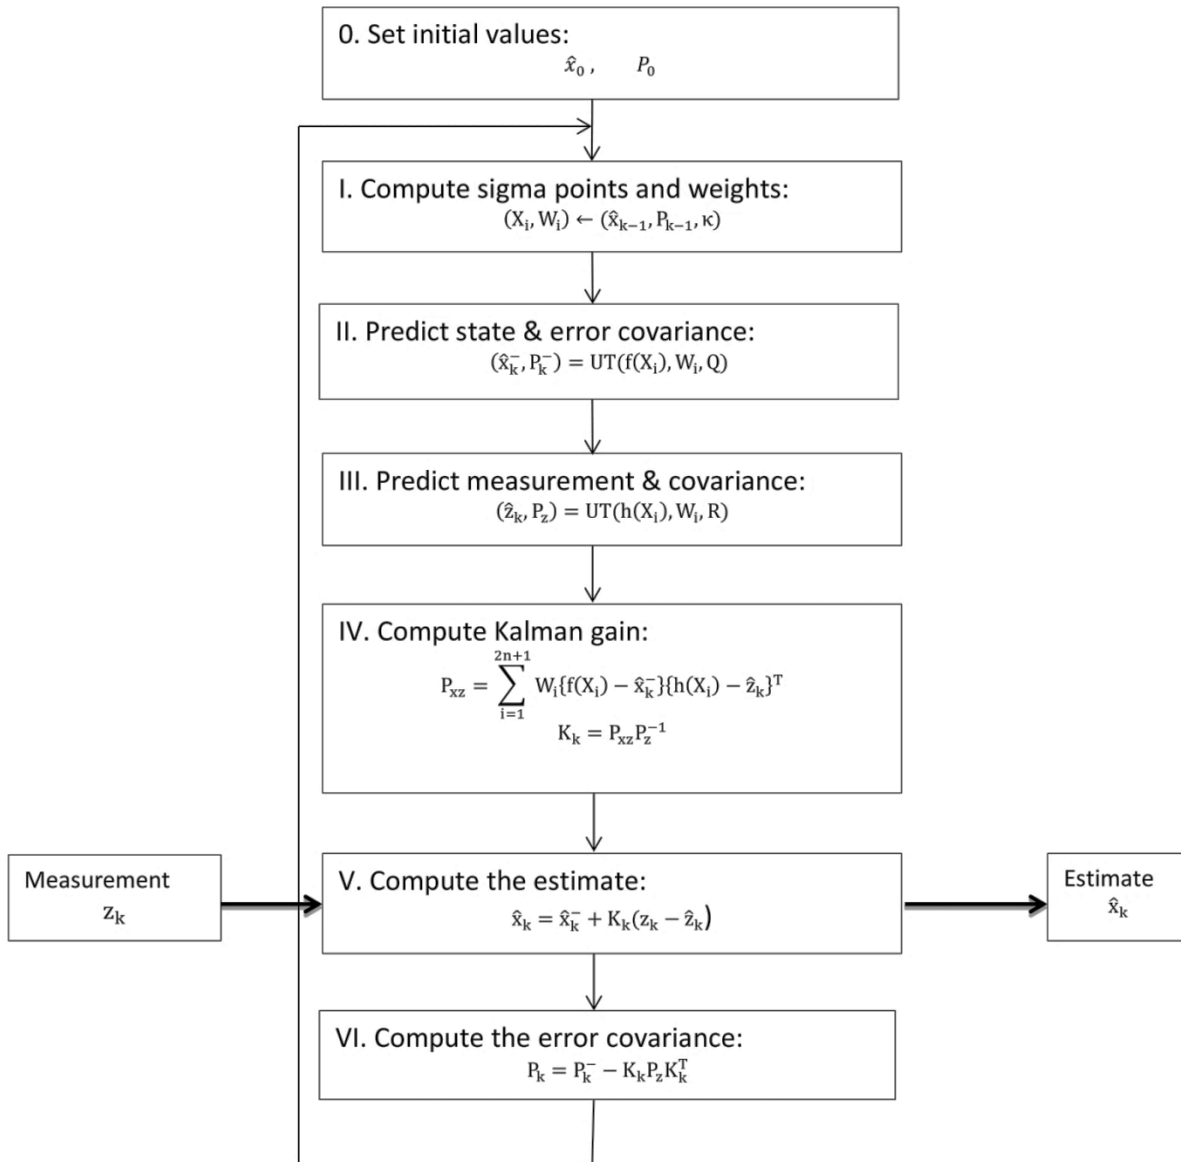 0. Set initial values:
x̂₀ ,  P₀
I. Compute sigma points and weights:
(Xᵢ, Wᵢ) ← (x̂ₖ₋₁, Pₖ₋₁, κ)
II. Predict state & error covariance:
(x̂ₖ⁻, Pₖ⁻) = UT(f(Xᵢ), Wᵢ, Q)
III. Predict measurement & covariance:
(ẑₖ, P_z) = UT(h(Xᵢ), Wᵢ, R)
IV. Compute Kalman gain:
P_xz = ∑_{i=1}^{2n+1} Wᵢ{f(Xᵢ) − x̂ₖ⁻}{h(Xᵢ) − ẑₖ}ᵀ
Kₖ = P_xz P_z⁻¹
Measurement
zₖ
V. Compute the estimate:
x̂ₖ = x̂ₖ⁻ + Kₖ(zₖ − ẑₖ)
Estimate
x̂ₖ
VI. Compute the error covariance:
Pₖ = Pₖ⁻ − KₖP_zKₖᵀ